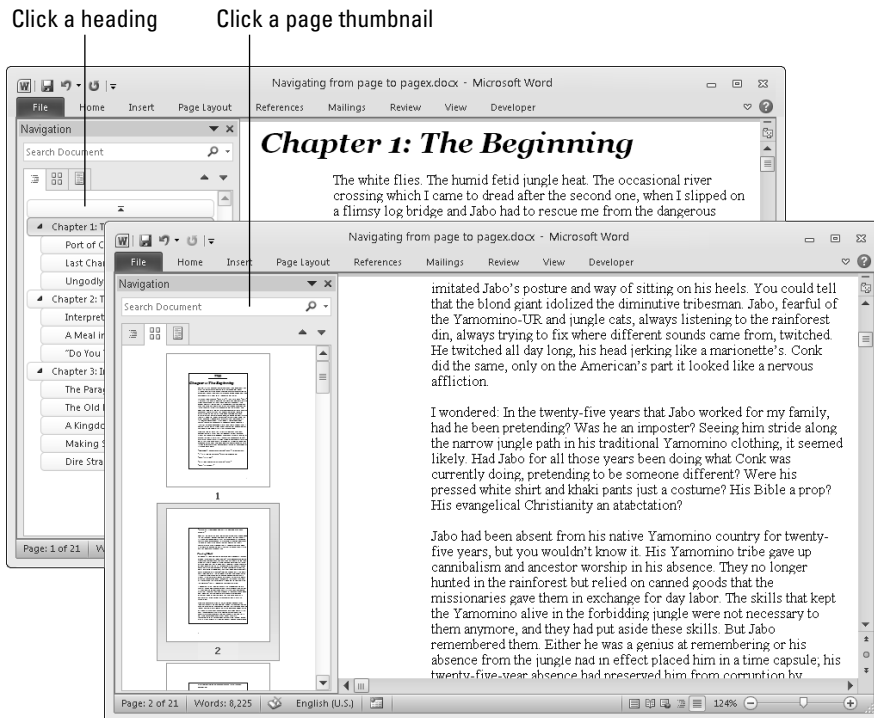 Click a heading
Click a page thumbnail
Navigating from page to pagex.docx - Microsoft Word
File Home Insert Page Layout References Mailings Review View Developer
Navigation
Search Document
Chapter 1: T
Port of C
Last Chan
Ungodly
Chapter 2: T
Interpret
A Meal in
"Do You
Chapter 3: In
The Para
The Old
A Kingdo
Making S
Dire Stra
Page: 1 of 21 W
Chapter 1: The Beginning
The white flies. The humid fetid jungle heat. The occasional river
crossing which I came to dread after the second one, when I slipped on
a flimsy log bridge and Jabo had to rescue me from the dangerous
Navigating from page to pagex.docx - Microsoft Word
File Home Insert Page Layout References Mailings Review View Developer
Navigation
Search Document
1
2
imitated Jabo's posture and way of sitting on his heels. You could tell
that the blond giant idolized the diminutive tribesman. Jabo, fearful of
the Yamomino-UR and jungle cats, always listening to the rainforest
din, always trying to fix where different sounds came from, twitched.
He twitched all day long, his head jerking like a marionette's. Conk
did the same, only on the American's part it looked like a nervous
affliction.
I wondered: In the twenty-five years that Jabo worked for my family,
had he been pretending? Was he an imposter? Seeing him stride along
the narrow jungle path in his traditional Yamomino clothing, it seemed
likely. Had Jabo for all those years been doing what Conk was
currently doing, pretending to be someone different? Were his
pressed white shirt and khaki pants just a costume? His Bible a prop?
His evangelical Christianity an atabctation?
Jabo had been absent from his native Yamomino country for twenty-
five years, but you wouldn't know it. His Yamomino tribe gave up
cannibalism and ancestor worship in his absence. They no longer
hunted in the rainforest but relied on canned goods that the
missionaries gave them in exchange for day labor. The skills that kept
the Yamomino alive in the forbidding jungle were not necessary to
them anymore, and they had put aside these skills. But Jabo
remembered them. Either he was a genius at remembering or his
absence from the jungle had in effect placed him in a time capsule; his
twenty-five-year absence had preserved him from corruption by
Page: 2 of 21 Words: 8,225 English (U.S.) 124%